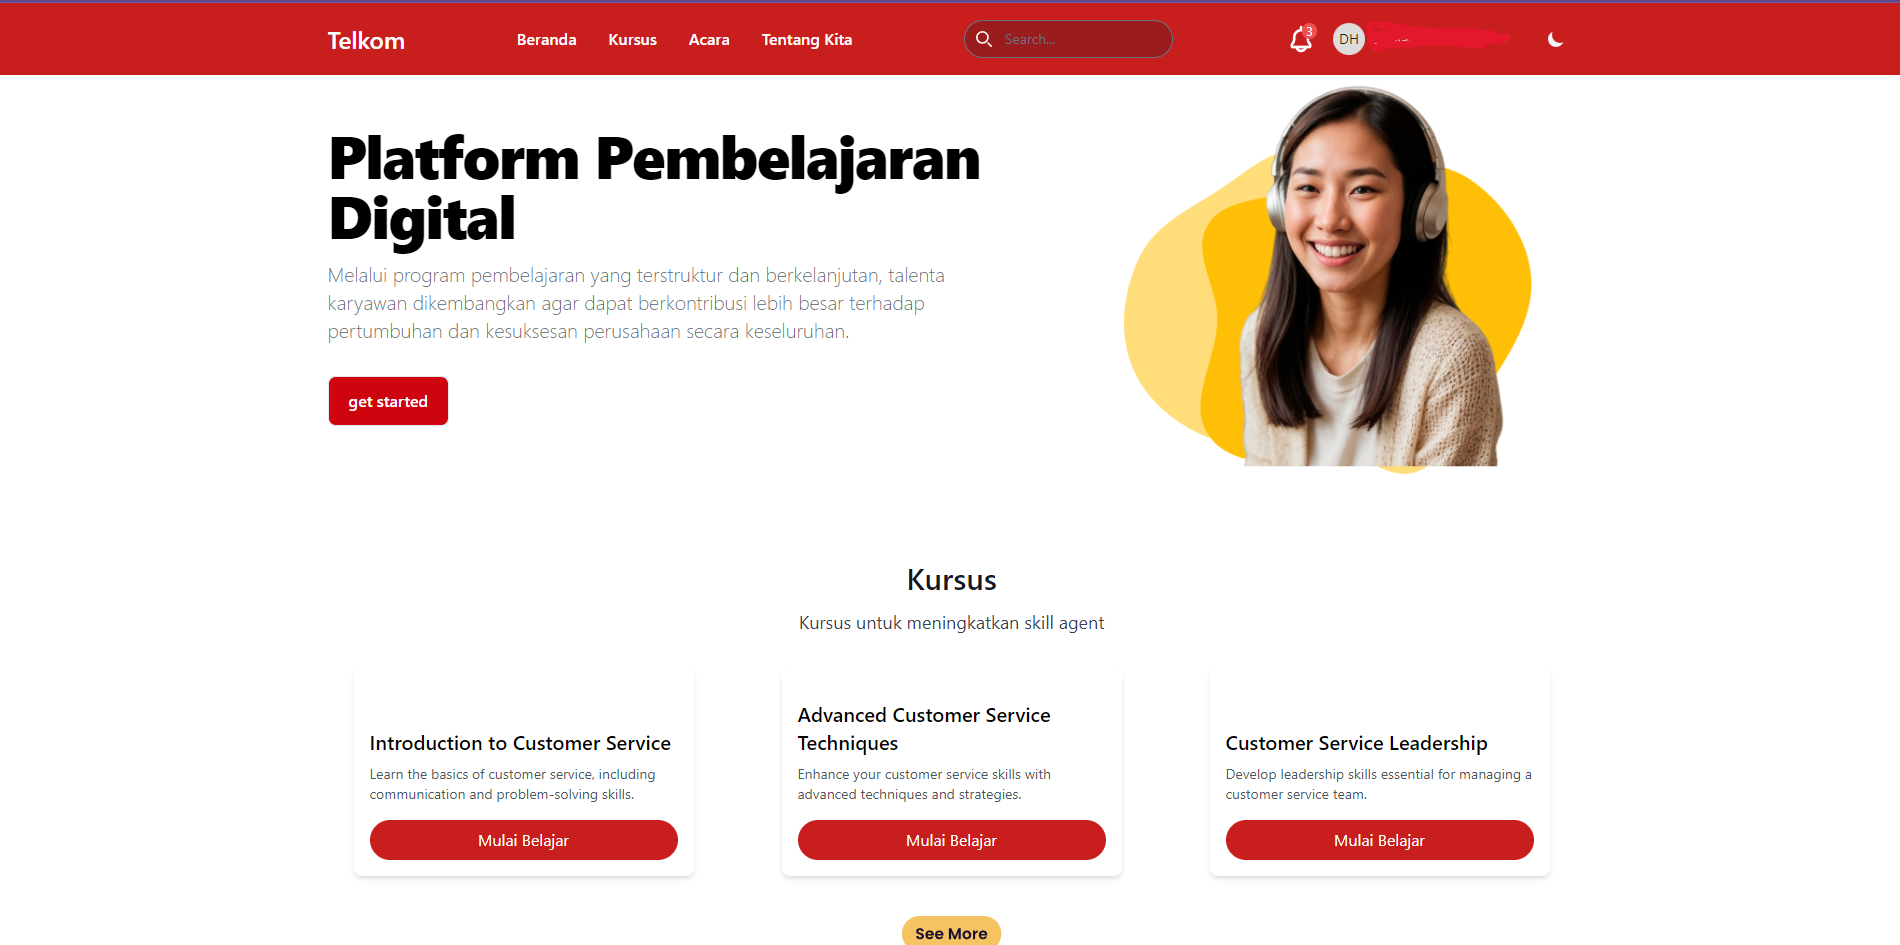 Telkom
Beranda
Kursus
Acara
Tentang Kita
Search...
3
DH
Platform Pembelajaran
Digital
Melalui program pembelajaran yang terstruktur dan berkelanjutan, talenta
karyawan dikembangkan agar dapat berkontribusi lebih besar terhadap
pertumbuhan dan kesuksesan perusahaan secara keseluruhan.
get started
Kursus
Kursus untuk meningkatkan skill agent
Introduction to Customer Service
Learn the basics of customer service, including
communication and problem-solving skills.
Mulai Belajar
Advanced Customer Service
Techniques
Enhance your customer service skills with
advanced techniques and strategies.
Mulai Belajar
Customer Service Leadership
Develop leadership skills essential for managing a
customer service team.
Mulai Belajar
See More